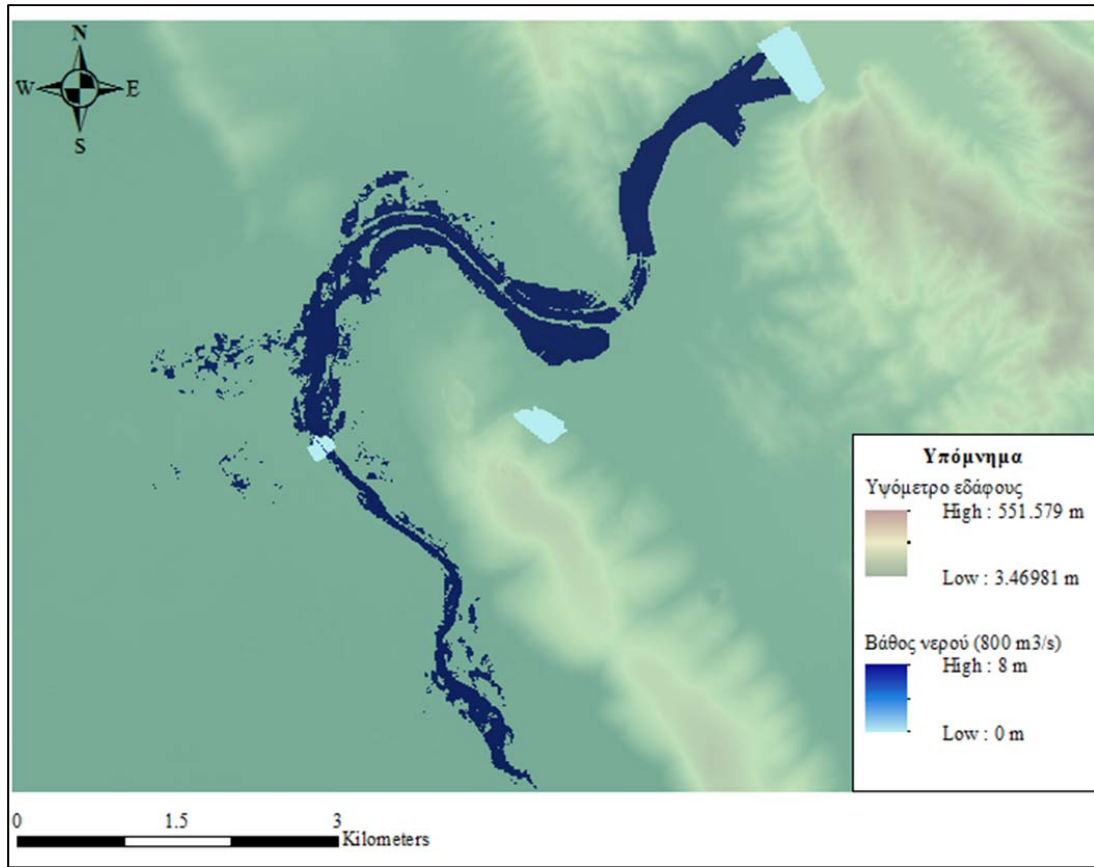 N
W E
S
Υπόμνημα
Υψόμετρο εδάφους
High : 551.579 m
Low : 3.46981 m
Βάθος νερού (800 m3/s)
High : 8 m
Low : 0 m
0 1.5 3
Kilometers